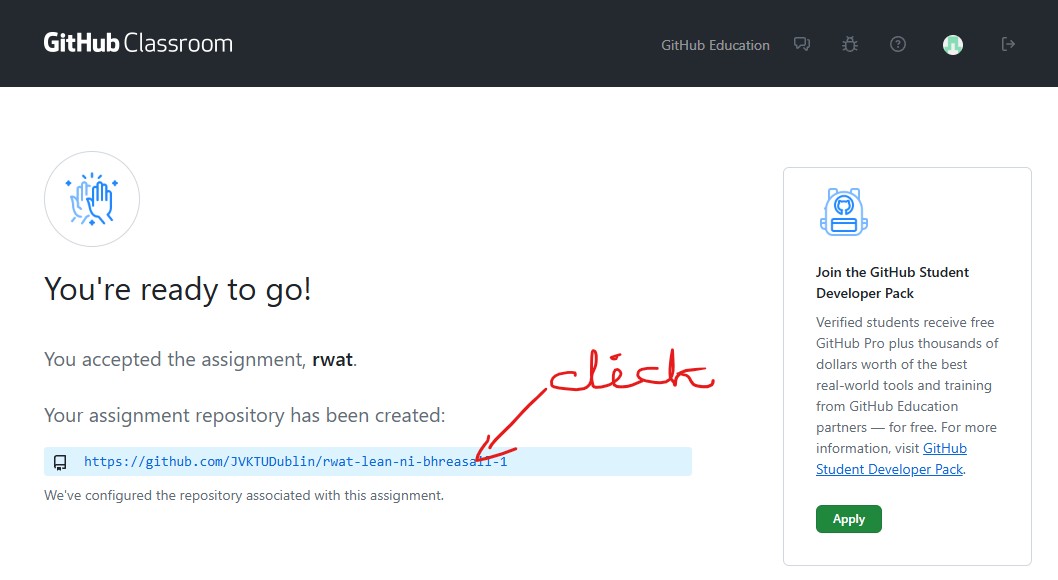 GitHub Classroom
GitHub Education
You're ready to go!
You accepted the assignment, rwat.
click
Your assignment repository has been created:
https://github.com/JVKTUDublin/rwat-lean-ni-bhreasail-1
We've configured the repository associated with this assignment.
Join the GitHub Student
Developer Pack
Verified students receive free
GitHub Pro plus thousands of
dollars worth of the best
real-world tools and training
from GitHub Education
partners — for free. For more
information, visit GitHub
Student Developer Pack.
Apply